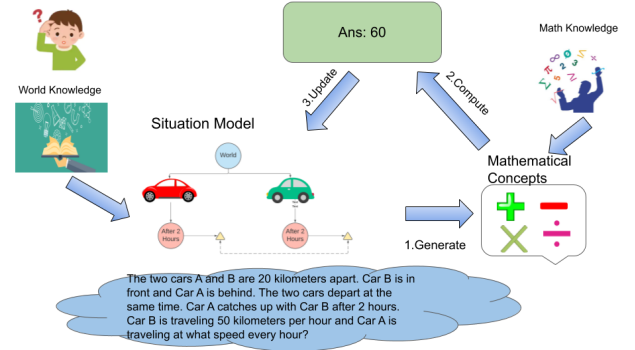 Ans: 60
Math Knowledge
World Knowledge
3.Update
2.Compute
Situation Model
World
Mathematical
Concepts
After 2
Hours
After 2
Hours
1.Generate
The two cars A and B are 20 kilometers apart. Car B is in
front and Car A is behind. The two cars depart at the
same time. Car A catches up with Car B after 2 hours.
Car B is traveling 50 kilometers per hour and Car A is
traveling at what speed every hour?